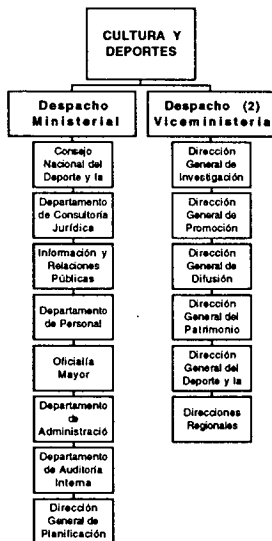 CULTURA Y
DEPORTES
Despacho
Ministerial
Consejo
Nacional del
Deporte y la
Departamento
de Consultoría
Jurídica
Información y
Relaciones
Públicas
Departamento
de Personal
Oficialía
Mayor
Departamento
de
Administració
Departamento
de Auditoría
Interna
Dirección
General de
Planificación
Despacho (2)
Viceministeria
Dirección
General de
Investigación
Dirección
General de
Promoción
Dirección
General de
Difusión
Dirección
General del
Patrimonio
Dirección
General del
Deporte y la
Direcciones
Regionales